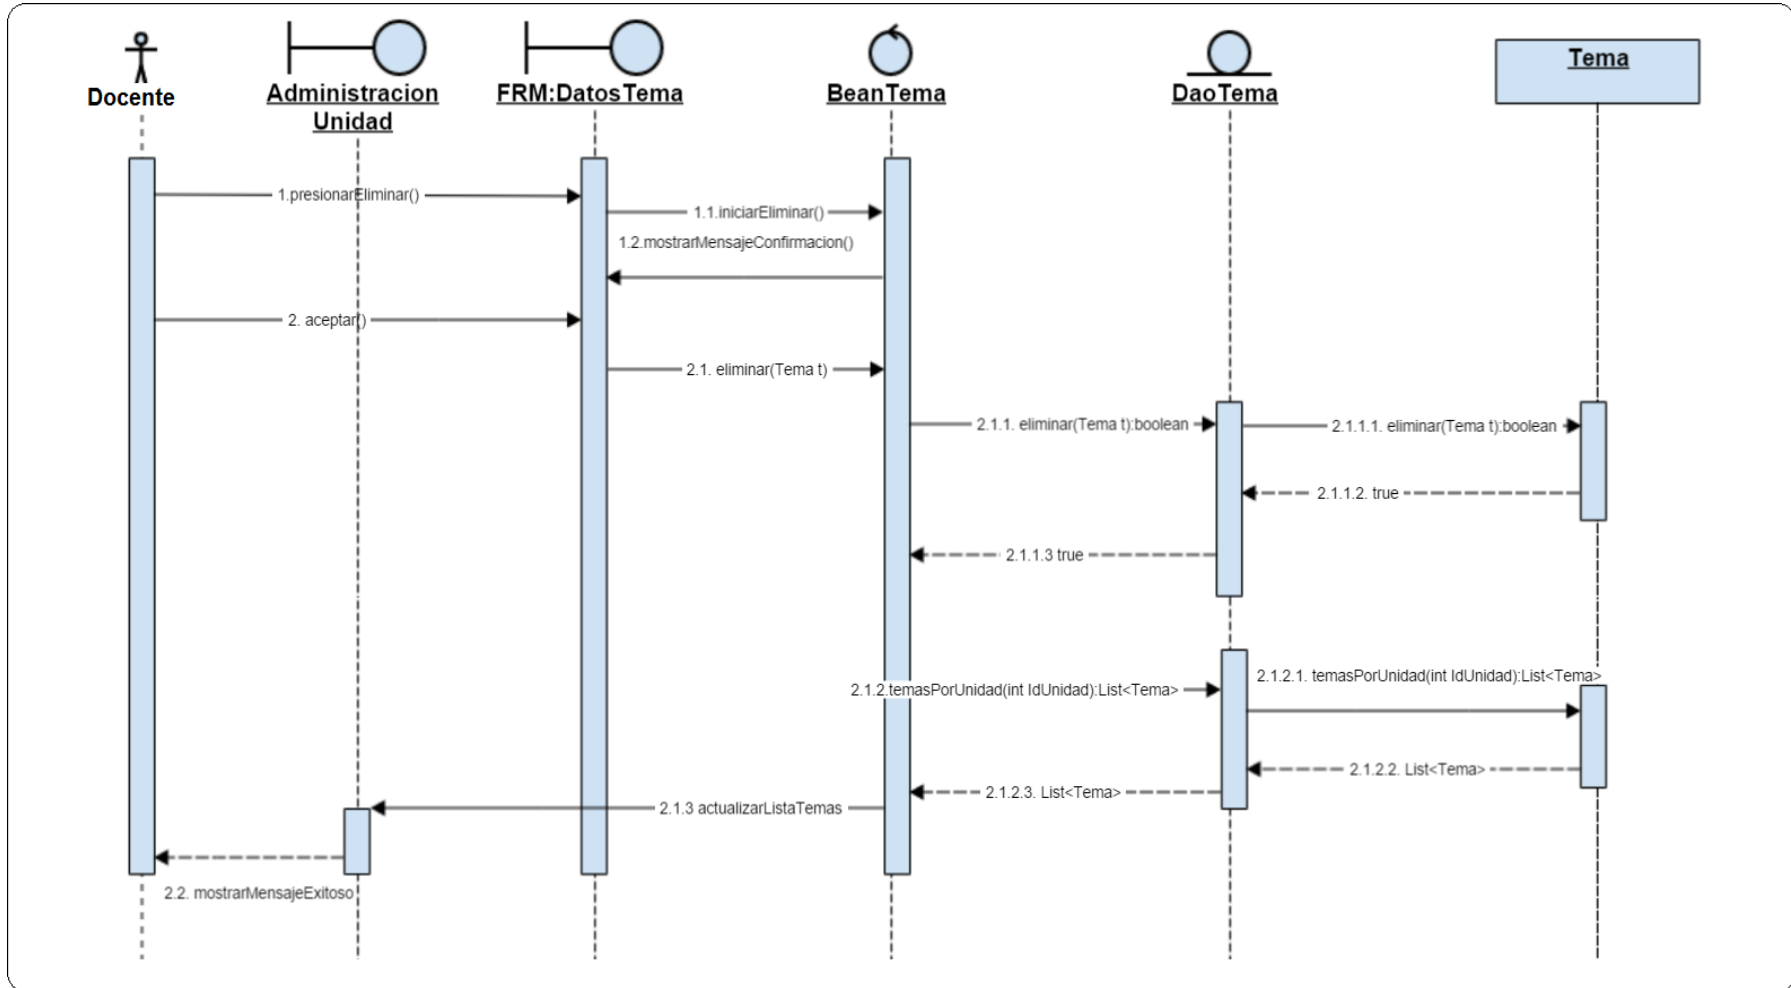 Docente
Administracion
Unidad
FRM:DatosTema
BeanTema
DaoTema
Tema
1.presionarEliminar()
1.1.iniciarEliminar()
1.2.mostrarMensajeConfirmacion()
2. aceptar()
2.1. eliminar(Tema t)
2.1.1. eliminar(Tema t):boolean
2.1.1.1. eliminar(Tema t):boolean
2.1.1.2. true
2.1.1.3 true
2.1.2.temasPorUnidad(int IdUnidad):List<Tema>
2.1.2.1. temasPorUnidad(int IdUnidad):List<Tema>
2.1.2.2. List<Tema>
2.1.2.3. List<Tema>
2.1.3 actualizarListaTemas
2.2. mostrarMensajeExitoso